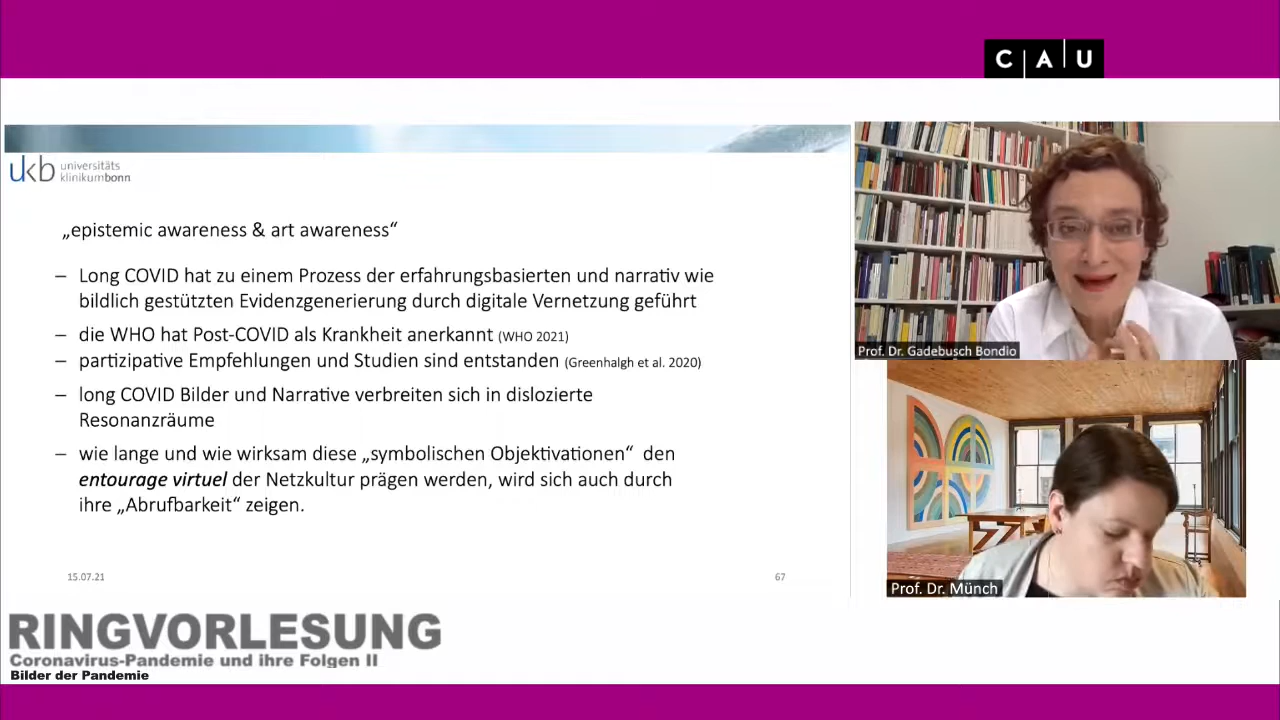 CAU
ukb universitäts
klinikumbonn
„epistemic awareness & art awareness“
– Long COVID hat zu einem Prozess der erfahrungsbasierten und narrativ wie
bildlich gestützten Evidenzgenerierung durch digitale Vernetzung geführt
– die WHO hat Post-COVID als Krankheit anerkannt (WHO 2021)
– partizipative Empfehlungen und Studien sind entstanden (Greenhalgh et al. 2020)
– long COVID Bilder und Narrative verbreiten sich in dislozierte
Resonanzräume
– wie lange und wie wirksam diese „symbolischen Objektivationen“ den
entourage virtuel der Netzkultur prägen werden, wird sich auch durch
ihre „Abrufbarkeit“ zeigen.
15.07.21
67
Prof. Dr. Gadebusch Bondio
Prof. Dr. Münch
RINGVORLESUNG
Coronavirus-Pandemie und ihre Folgen II
Bilder der Pandemie